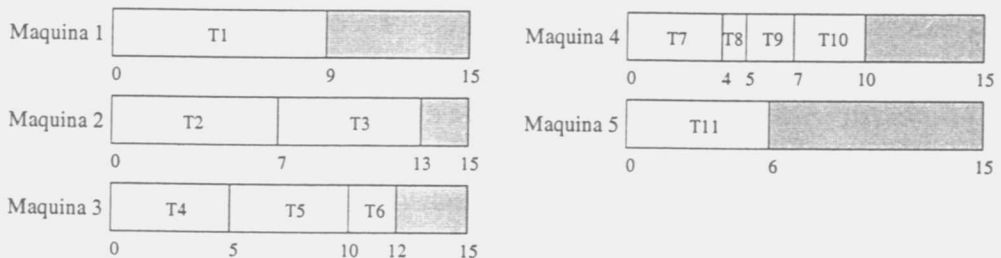 Maquina 1
T1
0 9 15
Maquina 2
T2 T3
0 7 13 15
Maquina 3
T4 T5 T6
0 5 10 12 15
Maquina 4
T7 T8 T9 T10
0 4 5 7 10 15
Maquina 5
T11
0 6 15